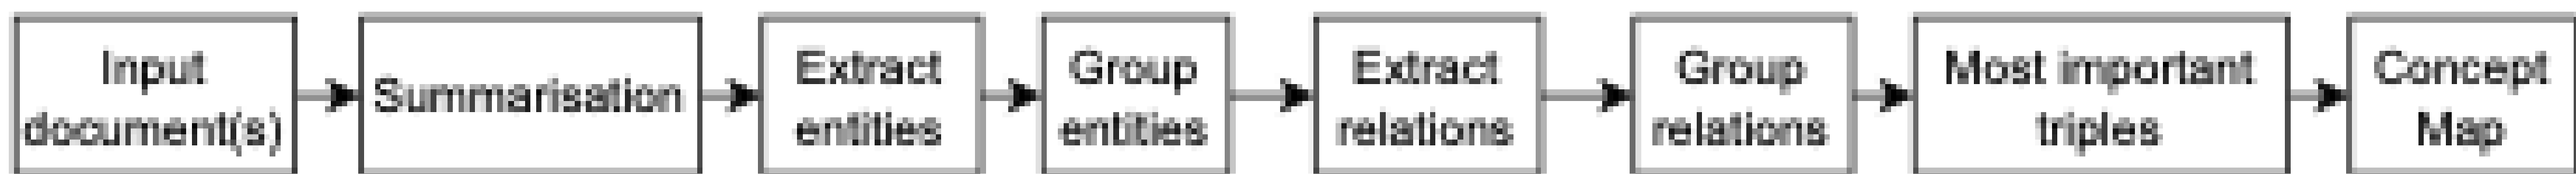 Input
document(s)
Summarisation
Extract
entities
Group
entities
Extract
relations
Group
relations
Most important
triples
Concept
Map